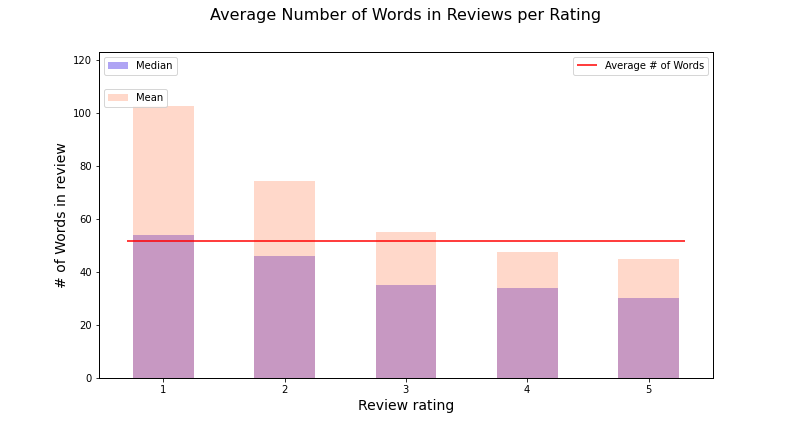 Average Number of Words in Reviews per Rating
Median
Mean
Average # of Words
120
100
80
60
40
20
0
# of Words in review
1 2 3 4 5
Review rating